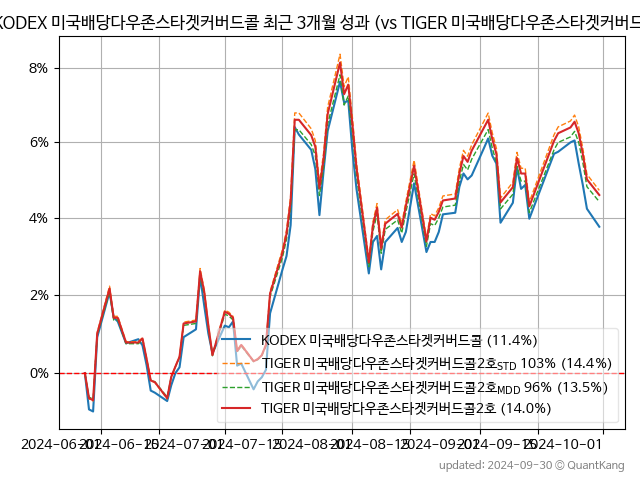 KODEX 미국배당다우존스타겟커버드콜 최근 3개월 성과 (vs TIGER 미국배당다우존스타겟커버드
8%
6%
4%
2%
0%
KODEX 미국배당다우존스타겟커버드콜 (11.4%)
TIGER 미국배당다우존스타겟커버드콜2호STD 103% (14.4%)
TIGER 미국배당다우존스타겟커버드콜2호MDD 96% (13.5%)
TIGER 미국배당다우존스타겟커버드콜2호 (14.0%)
2024-06-01 2024-06-15 2024-07-01 2024-07-15 2024-08-01 2024-08-15 2024-09-01 2024-09-15 2024-10-01
updated: 2024-09-30 © QuantKang